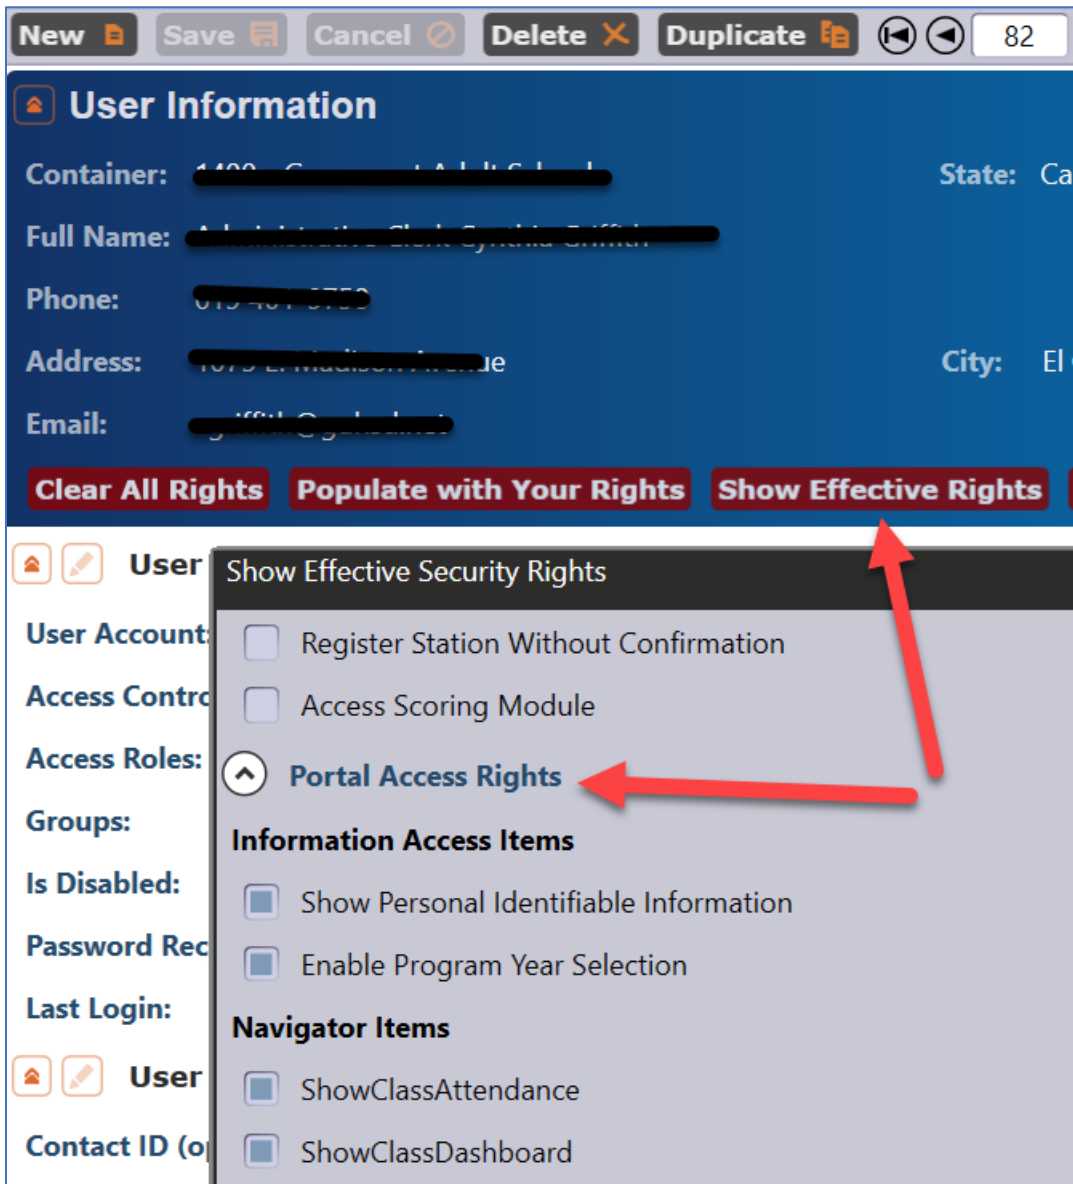 New Save Cancel Delete Duplicate 82
User Information
Container: State: Ca
Full Name:
Phone:
Address: City: El
Email:
Clear All Rights Populate with Your Rights Show Effective Rights
User
Show Effective Security Rights
User Account:
Register Station Without Confirmation
Access Contro
Access Scoring Module
Access Roles:
Portal Access Rights
Groups:
Information Access Items
Is Disabled:
Show Personal Identifiable Information
Password Rec
Enable Program Year Selection
Last Login:
Navigator Items
User
ShowClassAttendance
Contact ID (o
ShowClassDashboard